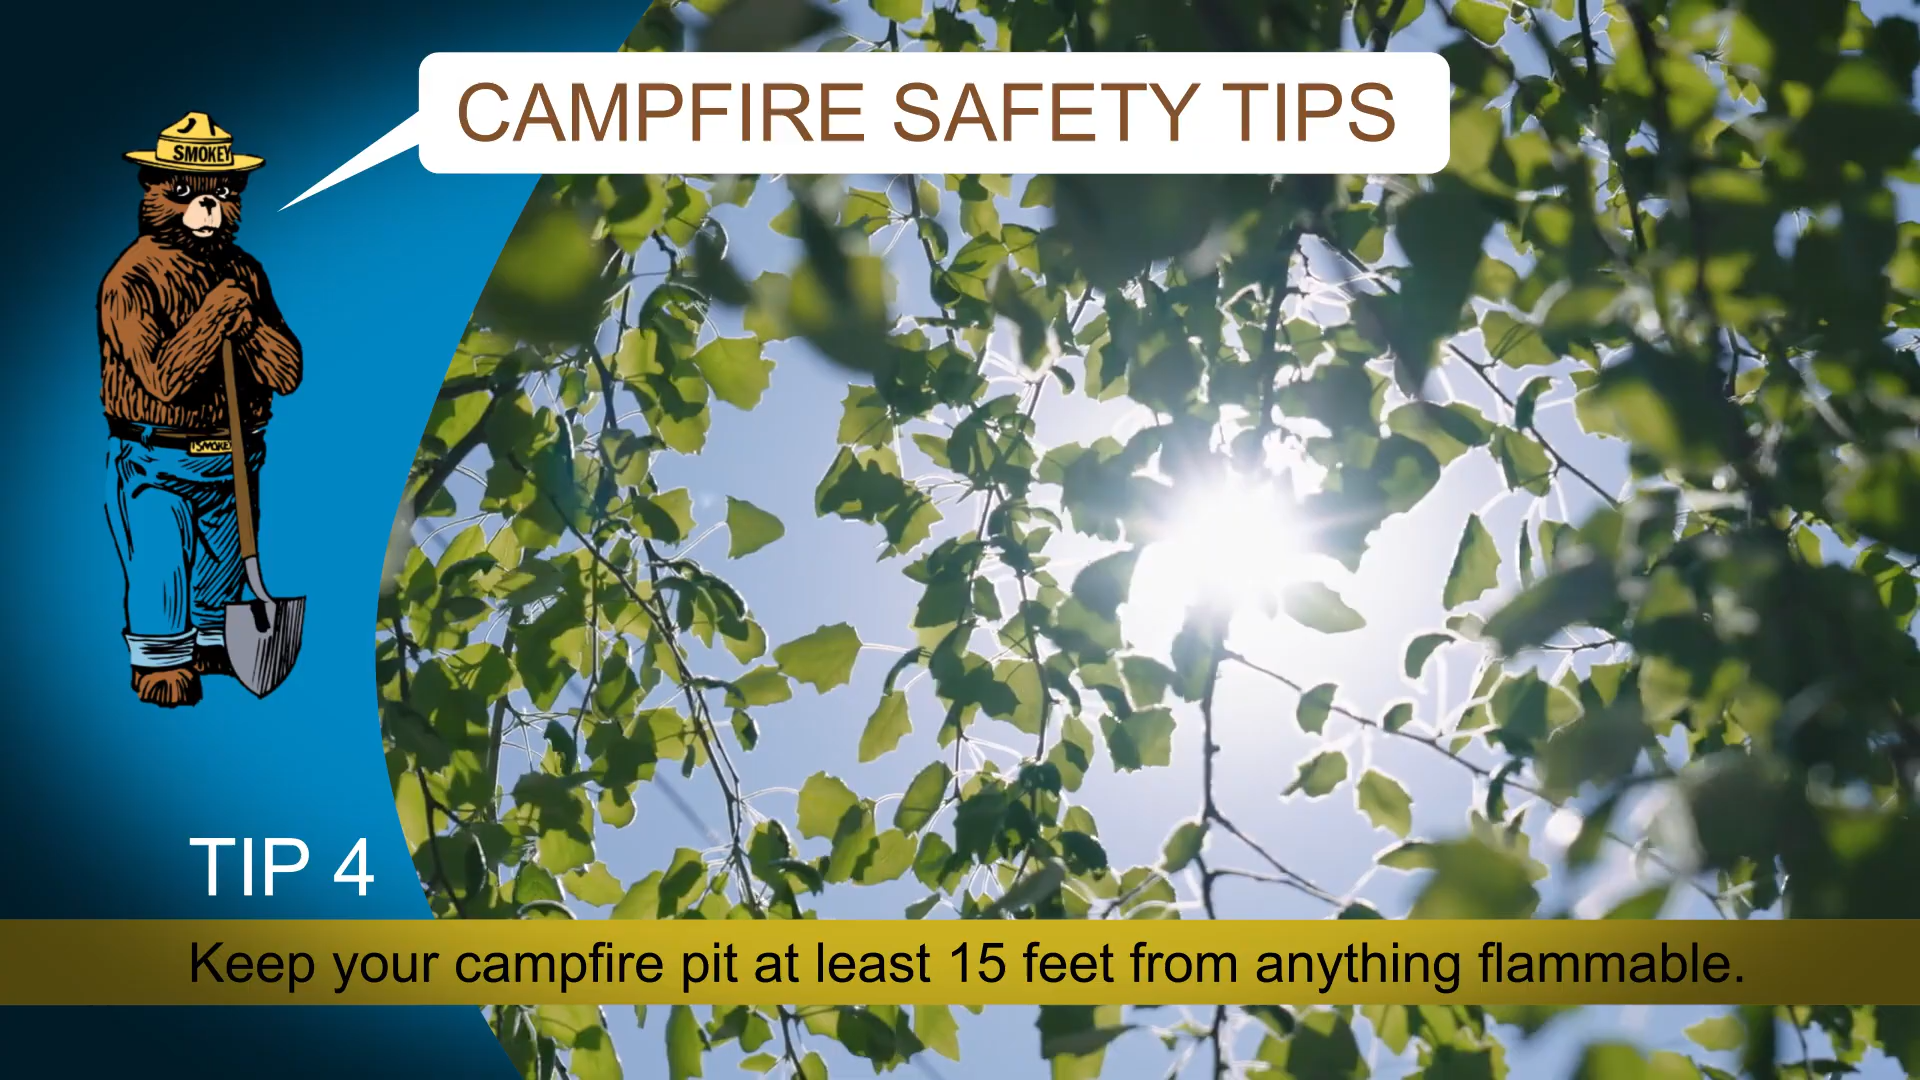 CAMPFIRE SAFETY TIPS
SMOKEY
SMOKEY
TIP 4
Keep your campfire pit at least 15 feet from anything flammable.